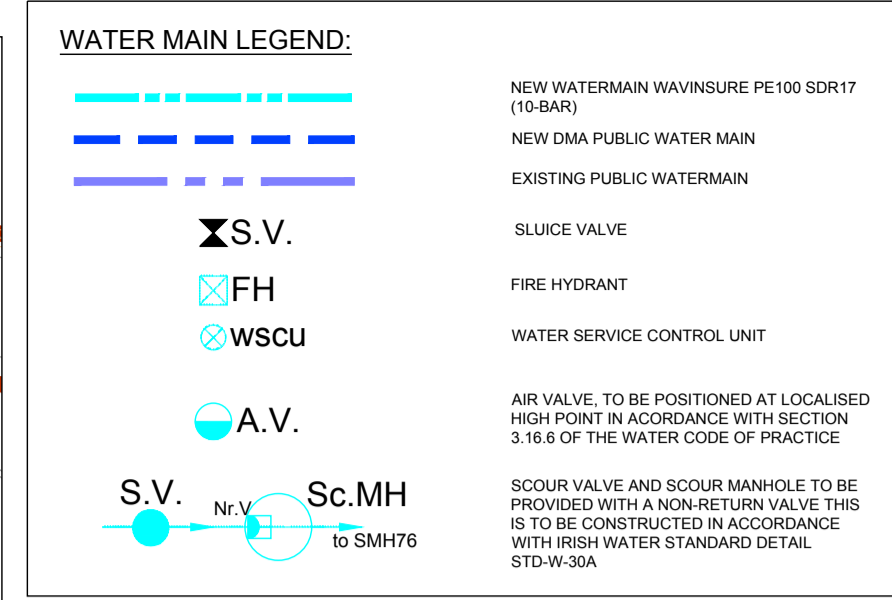 WATER MAIN LEGEND:
NEW WATERMAIN WAVINSURE PE100 SDR17
(10-BAR)
NEW DMA PUBLIC WATER MAIN
EXISTING PUBLIC WATERMAIN
S.V.
SLUICE VALVE
FH
FIRE HYDRANT
wscu
WATER SERVICE CONTROL UNIT
A.V.
AIR VALVE, TO BE POSITIONED AT LOCALISED
HIGH POINT IN ACORDANCE WITH SECTION
3.16.6 OF THE WATER CODE OF PRACTICE
S.V.
Nr.V
Sc.MH
to SMH76
SCOUR VALVE AND SCOUR MANHOLE TO BE
PROVIDED WITH A NON-RETURN VALVE THIS
IS TO BE CONSTRUCTED IN ACCORDANCE
WITH IRISH WATER STANDARD DETAIL
STD-W-30A